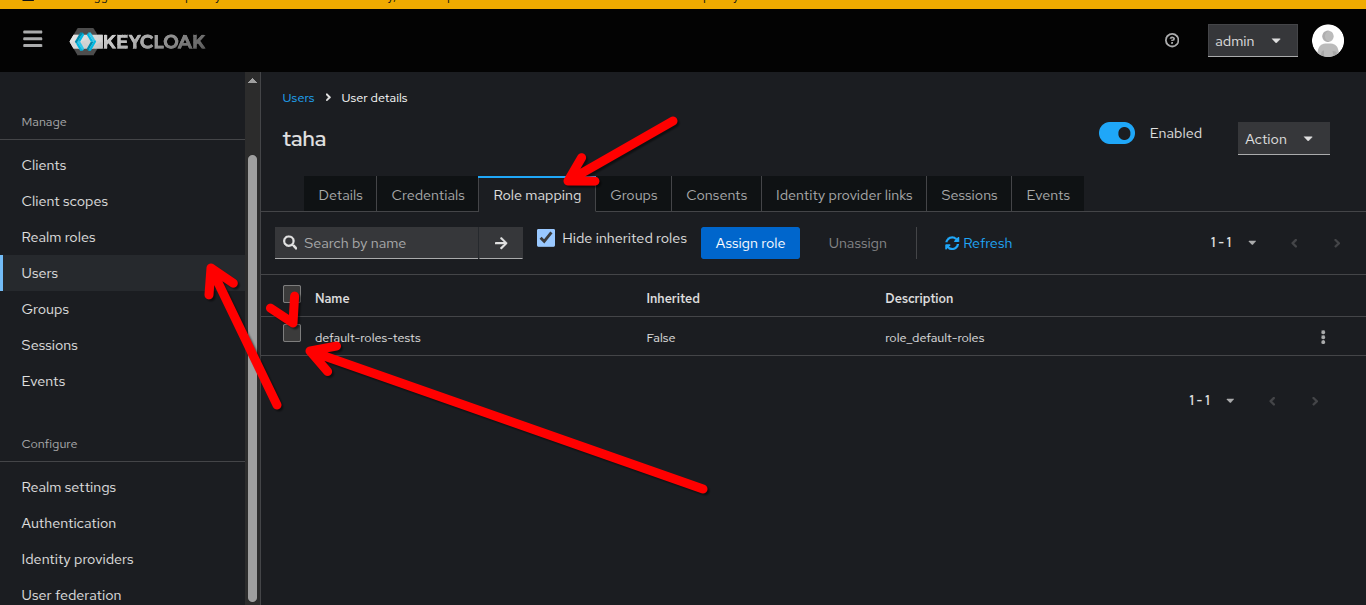 KEYCLOAK
admin
Manage
Clients
Client scopes
Realm roles
Users
Groups
Sessions
Events
Configure
Realm settings
Authentication
Identity providers
User federation
Users > User details
taha
Enabled
Action
Details Credentials Role mapping Groups Consents Identity provider links Sessions Events
Search by name Hide inherited roles Assign role Unassign Refresh 1-1
Name Inherited Description
default-roles-tests False role_default-roles
1-1